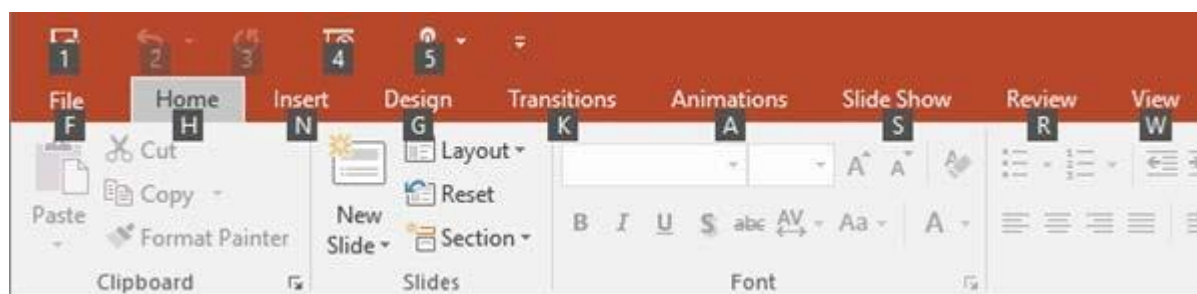 1 2 3 4 5
File Home Insert Design Transitions Animations Slide Show Review View
F H N G K A S R W
Cut Layout
Copy Reset
Paste New
Format Painter Slide Section B I U S abc AV Aa A
Clipboard Slides Font